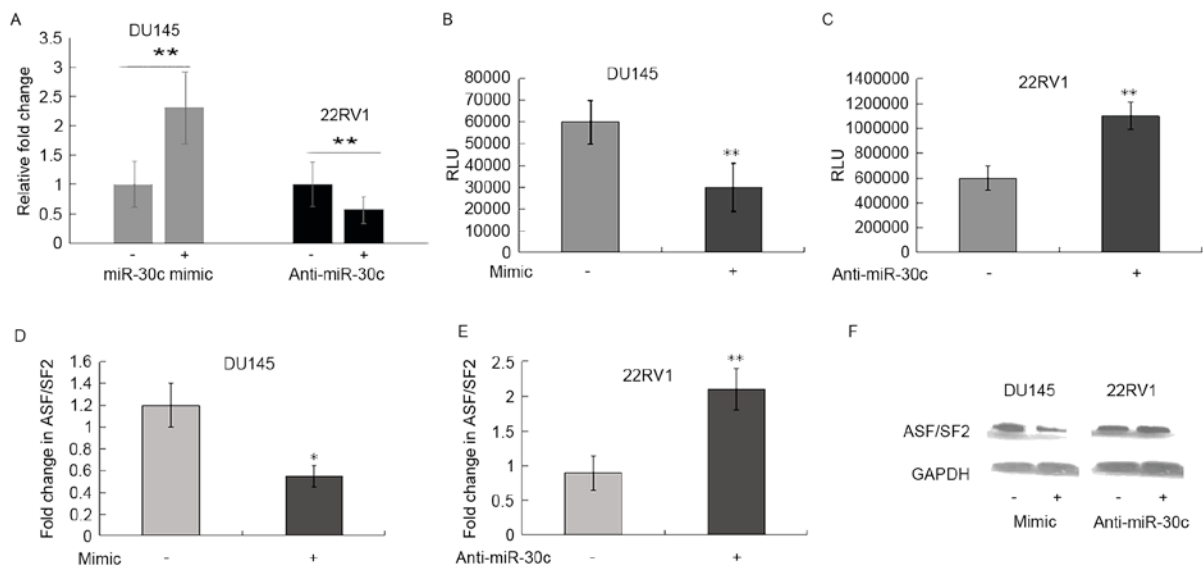 A
DU145
**
22RV1
**
Relative fold change
3.5
3
2.5
2
1.5
1
0.5
0
- + - +
miR-30c mimic Anti-miR-30c
B
DU145
**
RLU
80000
70000
60000
50000
40000
30000
20000
10000
0
Mimic - +
C
22RV1
**
RLU
1400000
1200000
1000000
800000
600000
400000
200000
0
Anti-miR-30c - +
D
DU145
*
Fold change in ASF/SF2
1.6
1.4
1.2
1
0.8
0.6
0.4
0.2
0
Mimic - +
E
22RV1
**
Fold change in ASF/SF2
2.5
2
1.5
1
0.5
0
Anti-miR-30c - +
F
DU145 22RV1
ASF/SF2
GAPDH
- + - +
Mimic Anti-miR-30c